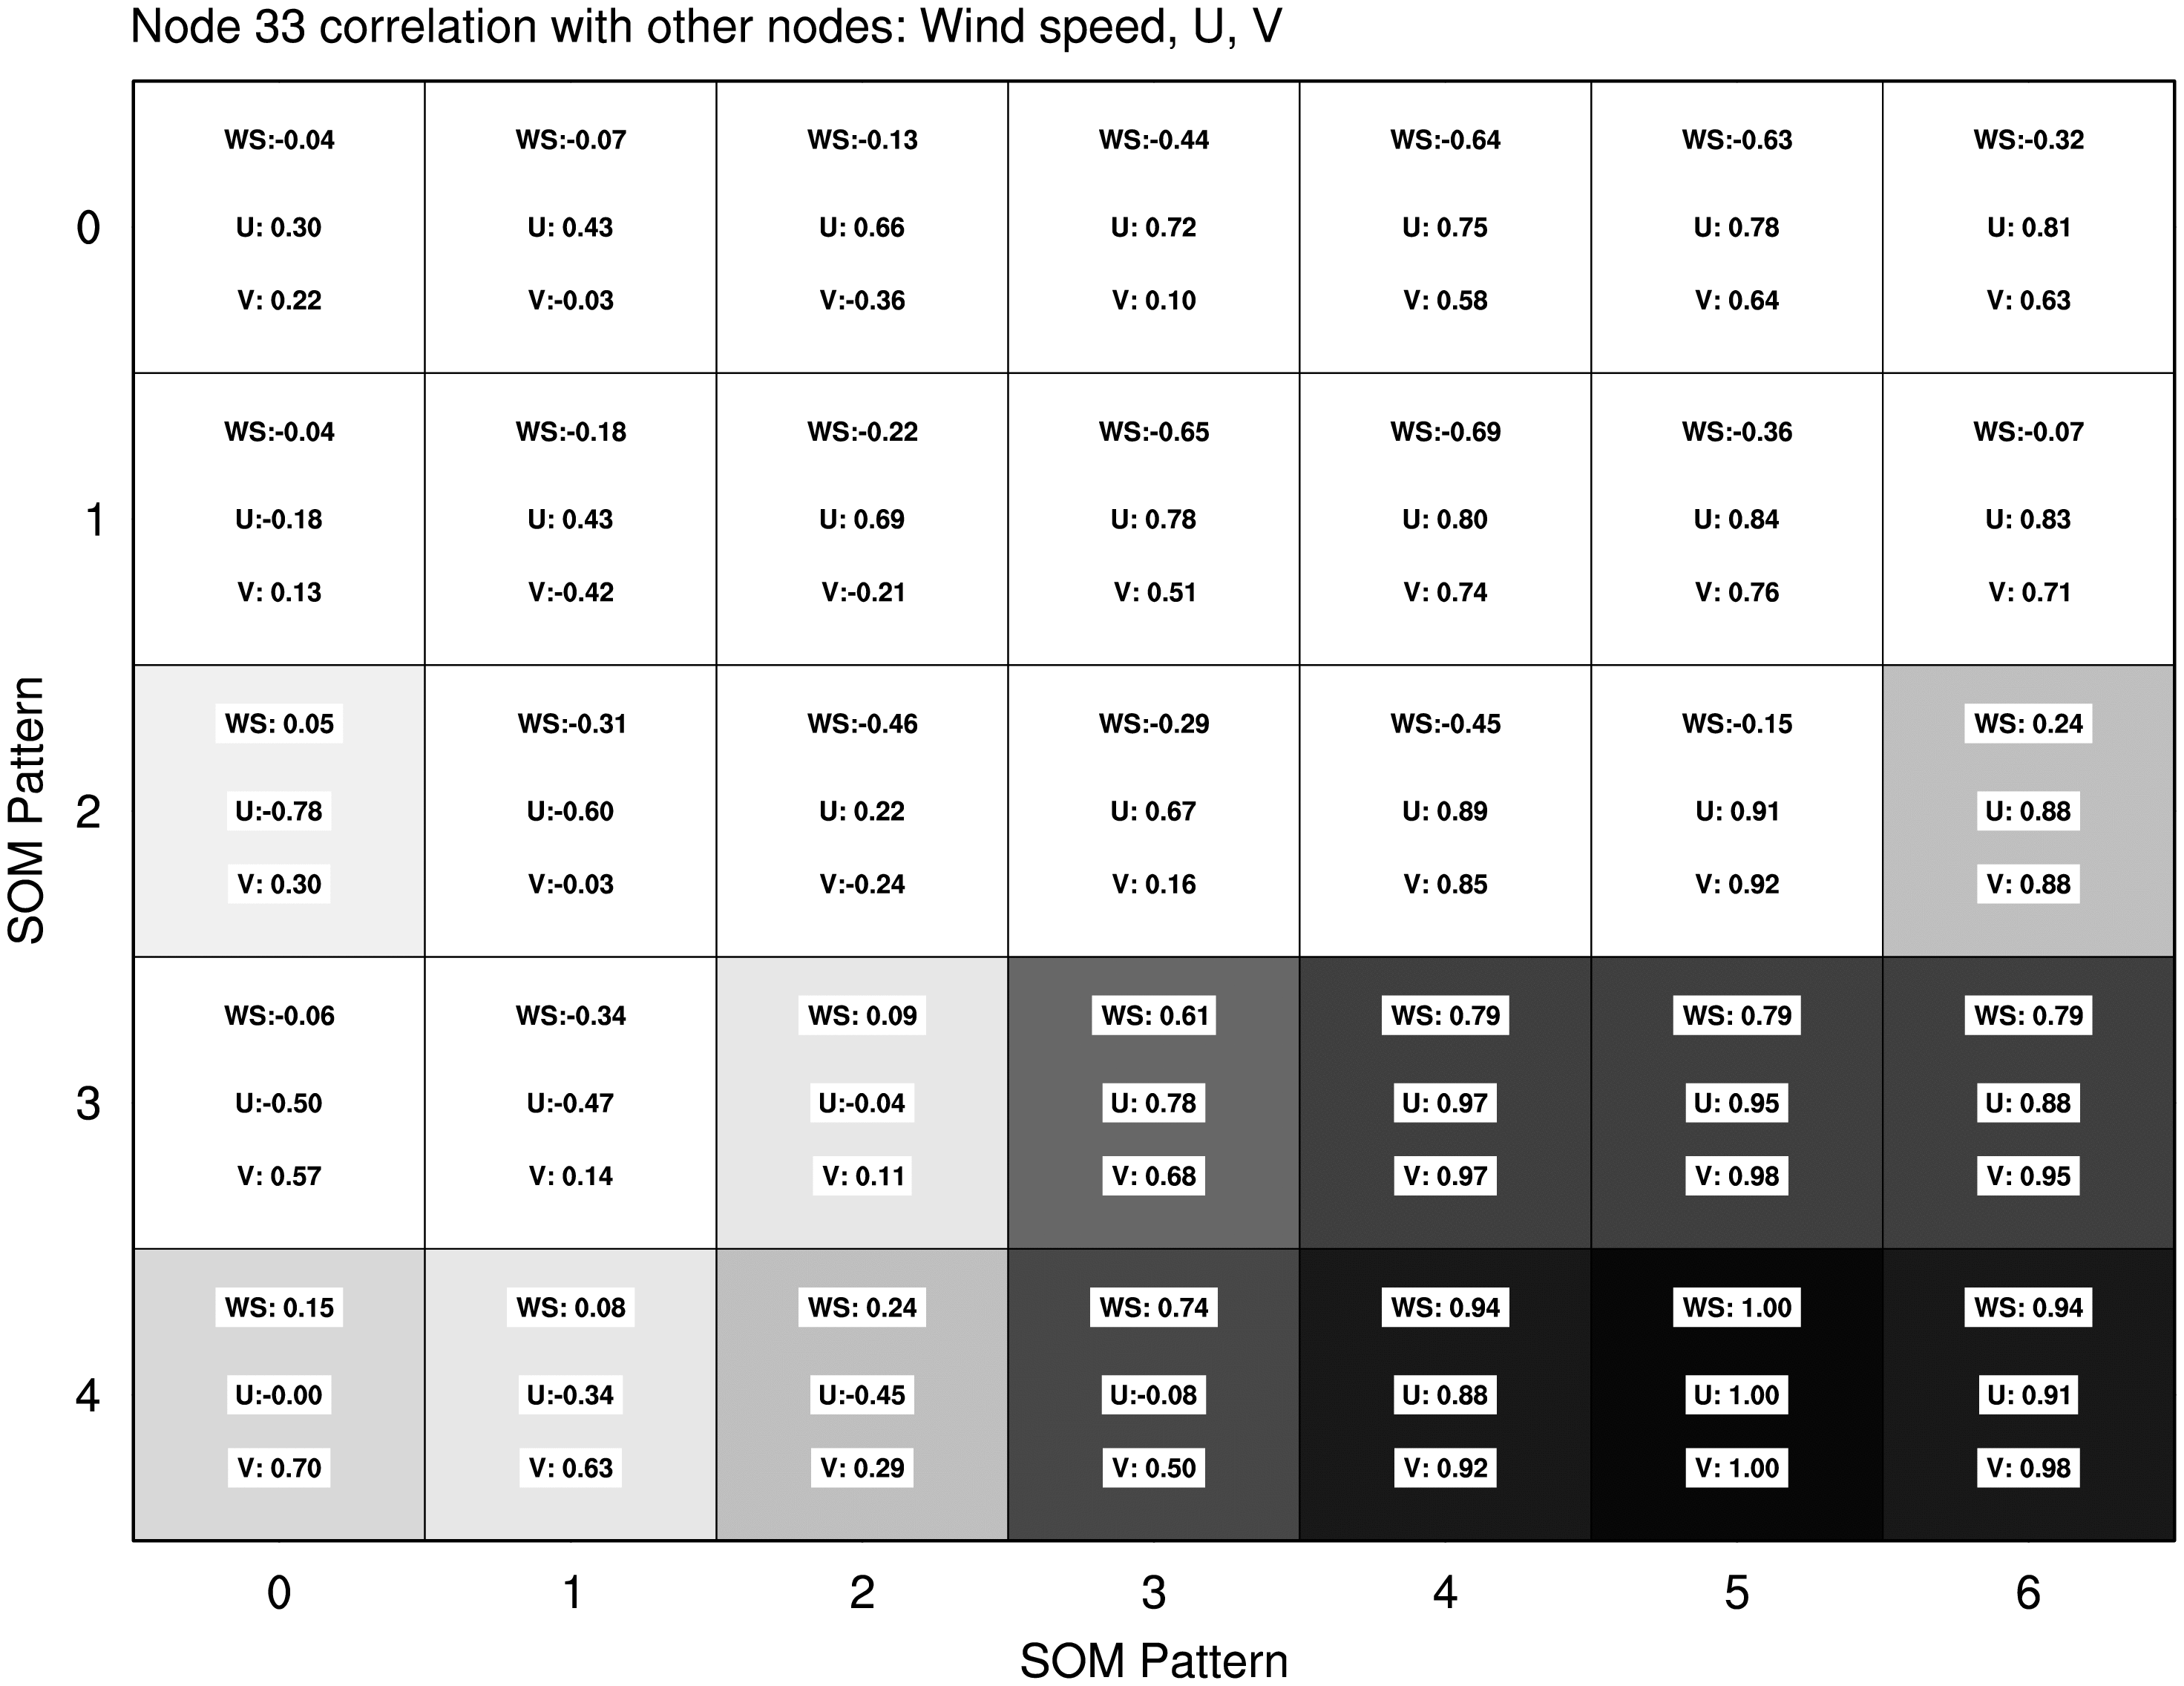 Node 33 correlation with other nodes: Wind speed, U, V
WS:-0.04 WS:-0.07 WS:-0.13 WS:-0.44 WS:-0.64 WS:-0.63 WS:-0.32
0 U: 0.30 U: 0.43 U: 0.66 U: 0.72 U: 0.75 U: 0.78 U: 0.81
V: 0.22 V:-0.03 V:-0.36 V: 0.10 V: 0.58 V: 0.64 V: 0.63
WS:-0.04 WS:-0.18 WS:-0.22 WS:-0.65 WS:-0.69 WS:-0.36 WS:-0.07
1 U:-0.18 U: 0.43 U: 0.69 U: 0.78 U: 0.80 U: 0.84 U: 0.83
V: 0.13 V:-0.42 V:-0.21 V: 0.51 V: 0.74 V: 0.76 V: 0.71
SOM Pattern
WS: 0.05 WS:-0.31 WS:-0.46 WS:-0.29 WS:-0.45 WS:-0.15 WS: 0.24
2 U:-0.78 U:-0.60 U: 0.22 U: 0.67 U: 0.89 U: 0.91 U: 0.88
V: 0.30 V:-0.03 V:-0.24 V: 0.16 V: 0.85 V: 0.92 V: 0.88
WS:-0.06 WS:-0.34 WS: 0.09 WS: 0.61 WS: 0.79 WS: 0.79 WS: 0.79
3 U:-0.50 U:-0.47 U:-0.04 U: 0.78 U: 0.97 U: 0.95 U: 0.88
V: 0.57 V: 0.14 V: 0.11 V: 0.68 V: 0.97 V: 0.98 V: 0.95
WS: 0.15 WS: 0.08 WS: 0.24 WS: 0.74 WS: 0.94 WS: 1.00 WS: 0.94
4 U:-0.00 U:-0.34 U:-0.45 U:-0.08 U: 0.88 U: 1.00 U: 0.91
V: 0.70 V: 0.63 V: 0.29 V: 0.50 V: 0.92 V: 1.00 V: 0.98
0 1 2 3 4 5 6
SOM Pattern